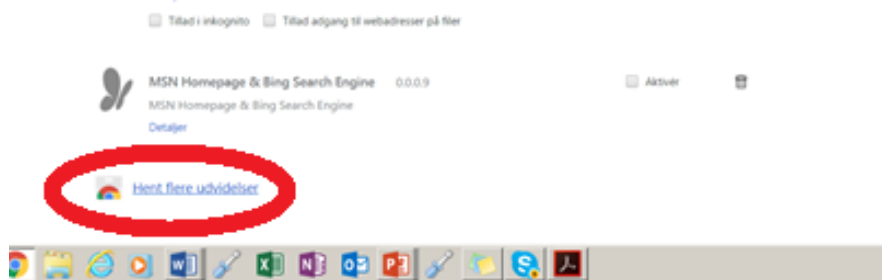 Tillad i inkognito Tillad adgang til webadresser på filer
MSN Homepage & Bing Search Engine 0.0.0.9 Aktivér
MSN Homepage & Bing Search Engine
Detaljer
Hent flere udvidelser